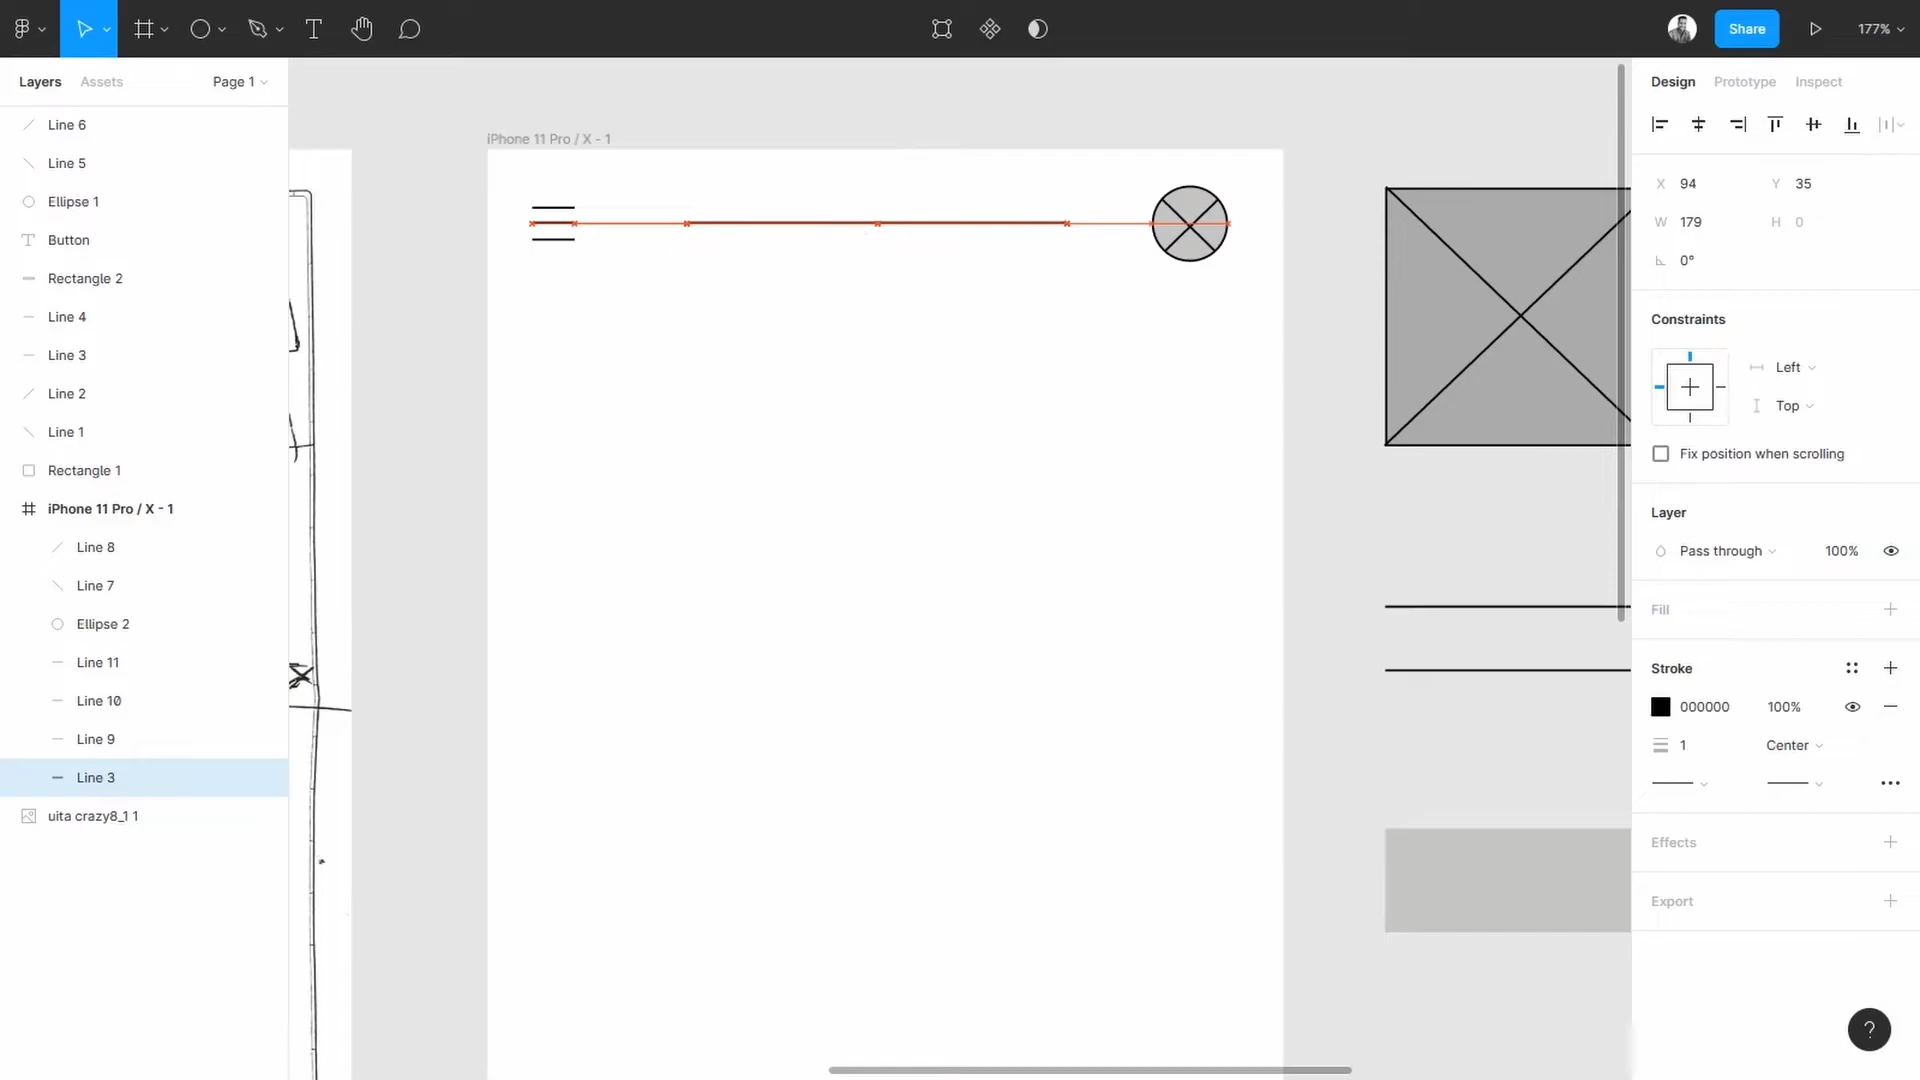 Share
177%
Layers
Assets
Page 1
Line 6
Line 5
Ellipse 1
Button
Rectangle 2
Line 4
Line 3
Line 2
Line 1
Rectangle 1
iPhone 11 Pro / X - 1
Line 8
Line 7
Ellipse 2
Line 11
Line 10
Line 9
Line 3
uita crazy8_1 1
iPhone 11 Pro / X - 1
Design
Prototype
Inspect
X 94
Y 35
W 179
H 0
0°
Constraints
Left
Top
Fix position when scrolling
Layer
Pass through
100%
Fill
Stroke
000000
100%
1
Center
Effects
Export
?